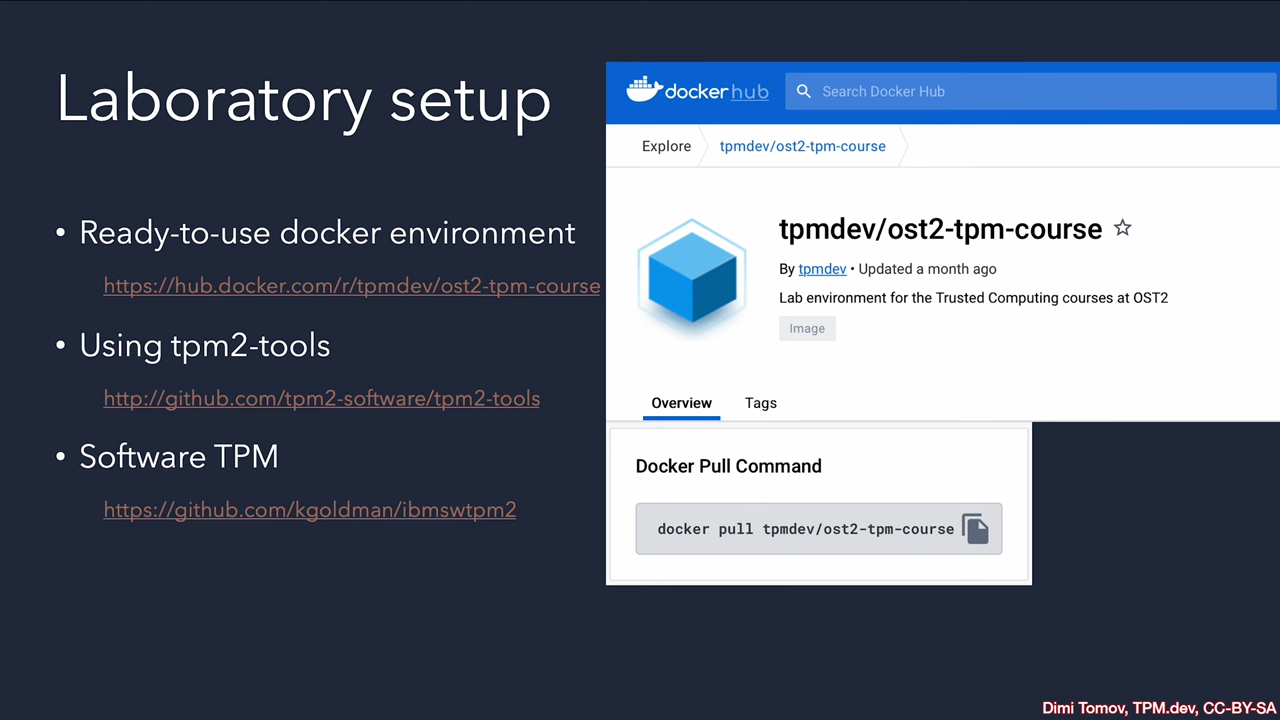 Laboratory setup
• Ready-to-use docker environment
https://hub.docker.com/r/tpmdev/ost2-tpm-course
• Using tpm2-tools
http://github.com/tpm2-software/tpm2-tools
• Software TPM
https://github.com/kgoldman/ibmswtpm2
docker hub
Search Docker Hub
Explore
tpmdev/ost2-tpm-course
tpmdev/ost2-tpm-course
By tpmdev • Updated a month ago
Lab environment for the Trusted Computing courses at OST2
Image
Overview
Tags
Docker Pull Command
docker pull tpmdev/ost2-tpm-course
Dimi Tomov, TPM.dev, CC-BY-SA